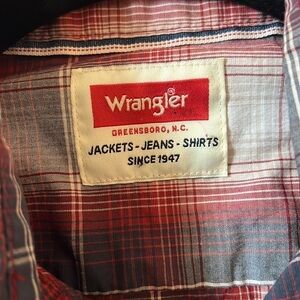 Wrangler®
GREENSBORO, N.C.
JACKETS - JEANS - SHIRTS
SINCE 1947